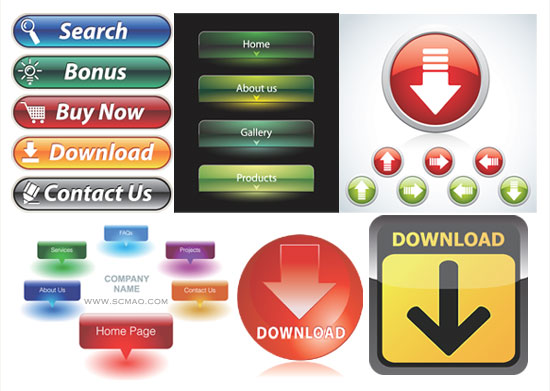 Search
Bonus
Buy Now
Download
Contact Us
Home
About us
Gallery
Products
FAQs
Services
Projects
About Us
COMPANY
NAME
Contact Us
WWW.SCMAO.COM
Home Page
DOWNLOAD
DOWNLOAD